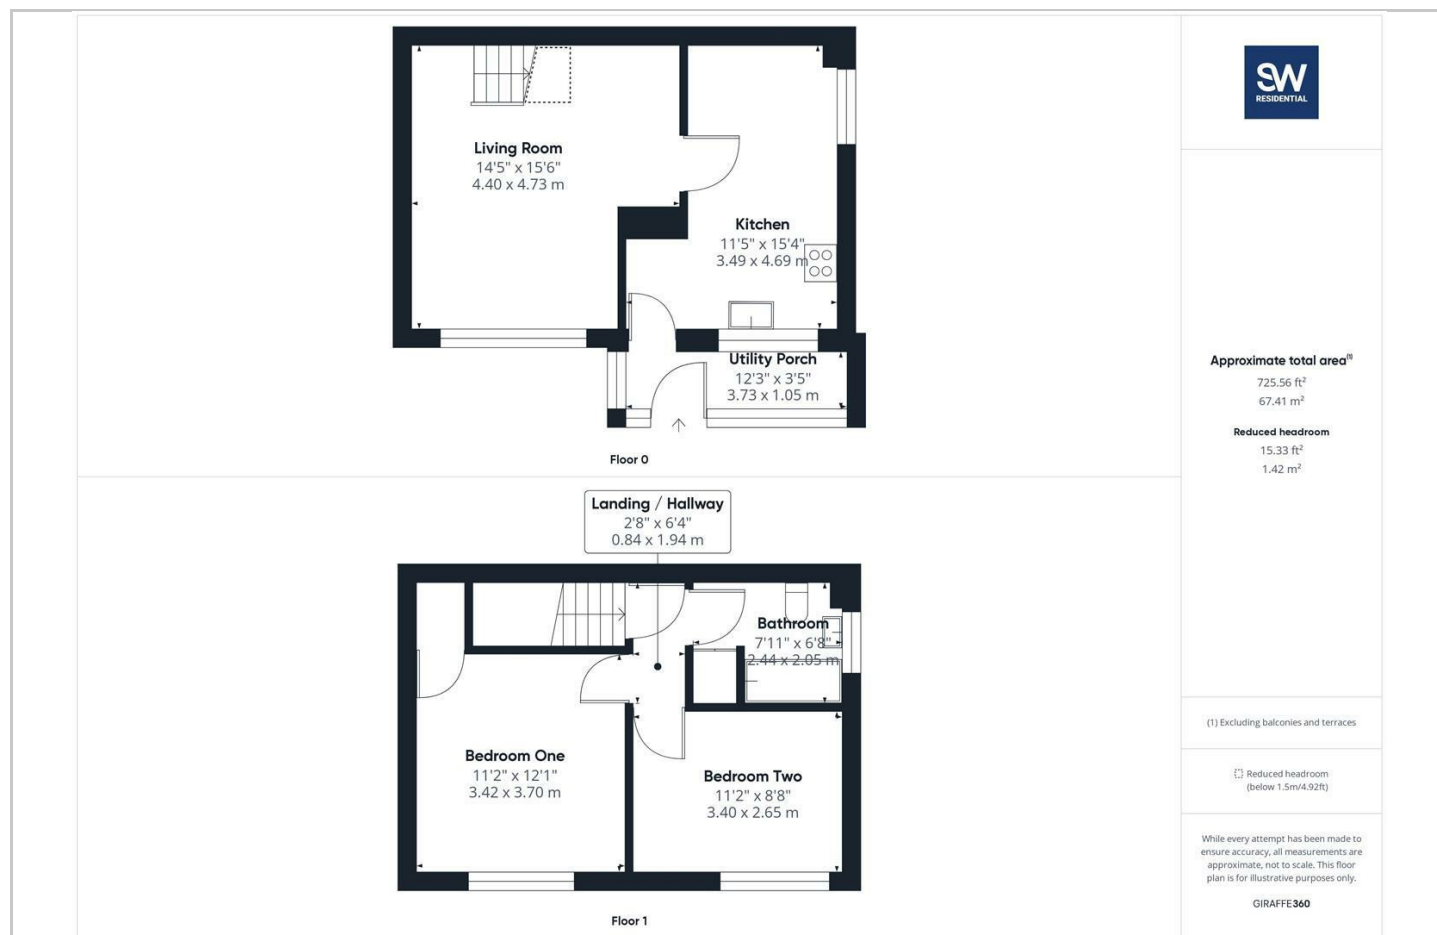 Living Room
14'5" x 15'6"
4.40 x 4.73 m
Kitchen
11'5" x 15'4"
3.49 x 4.69 m
Utility Porch
12'3" x 3'5"
3.73 x 1.05 m
Floor 0
Landing / Hallway
2'8" x 6'4"
0.84 x 1.94 m
Bathroom
7'11" x 6'8"
2.44 x 2.05 m
Bedroom One
11'2" x 12'1"
3.42 x 3.70 m
Bedroom Two
11'2" x 8'8"
3.40 x 2.65 m
Floor 1
SW
RESIDENTIAL
Approximate total area(1)
725.56 ft²
67.41 m²
Reduced headroom
15.33 ft²
1.42 m²
(1) Excluding balconies and terraces
Reduced headroom
(below 1.5m/4.92ft)
While every attempt has been made to
ensure accuracy, all measurements are
approximate, not to scale. This floor
plan is for illustrative purposes only.
GIRAFFE360